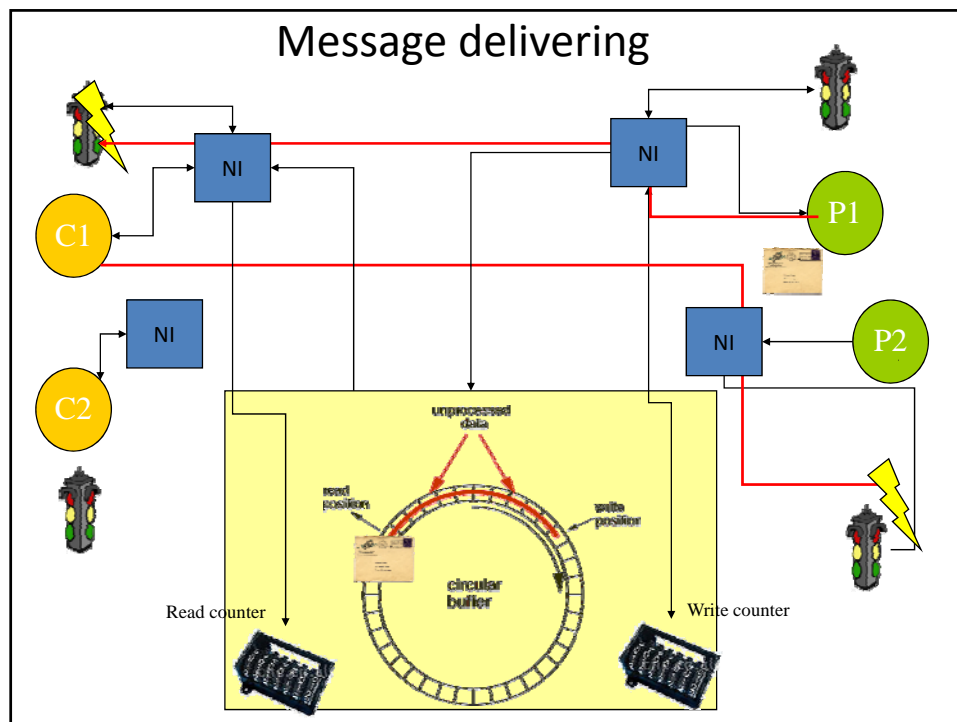 Message delivering
NI
NI
C1
P1
NI
NI
P2
C2
unprocessed
data
read
position
write
position
circular
buffer
Read counter
Write counter